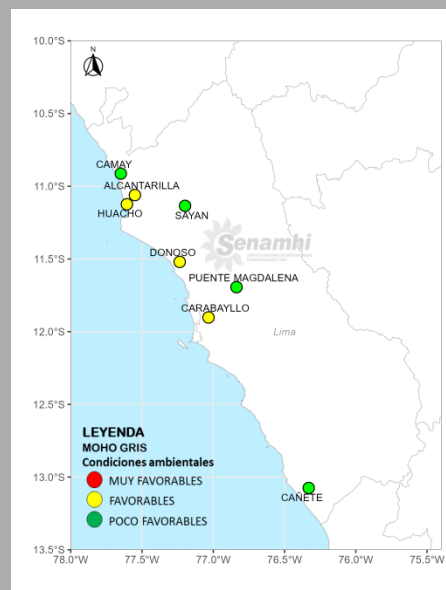 10.0°S
N
10.5°S
CAMAY
11.0°S
ALCANTARILLA
HUACHO
SAYAN
Senamhi
11.5°S
DONOSO
PUENTE MAGDALENA
CARABAYLLO
12.0°S
Lima
12.5°S
LEYENDA
MOHO GRIS
Condiciones ambientales
MUY FAVORABLES
FAVORABLES
POCO FAVORABLES
13.0°S
CAÑETE
13.5°S
78.0°W 77.5°W 77.0°W 76.5°W 76.0°W 75.5°W